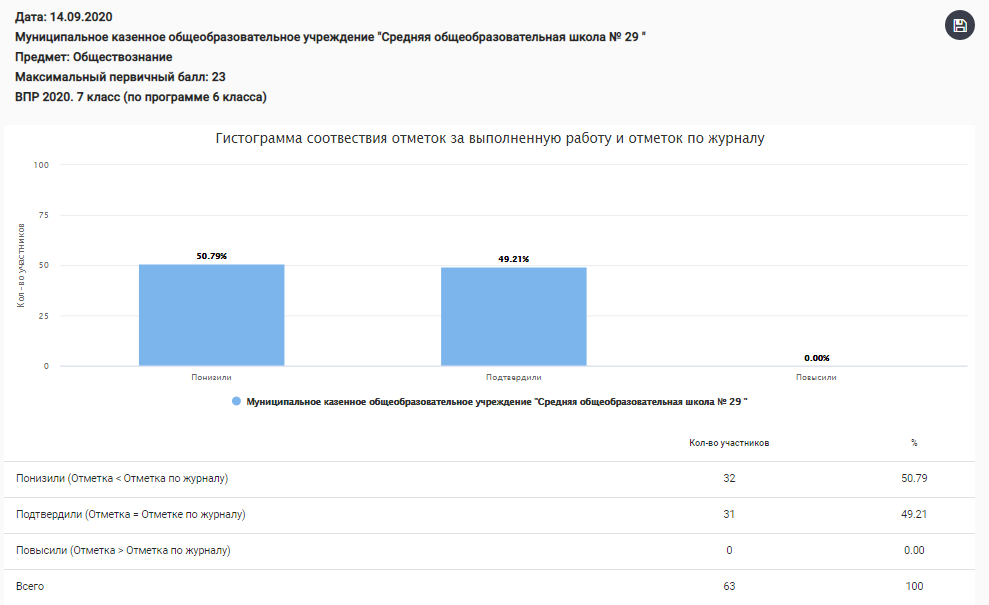 Дата: 14.09.2020
Муниципальное казенное общеобразовательное учреждение "Средняя общеобразовательная школа № 29 "
Предмет: Обществознание
Максимальный первичный балл: 23
ВПР 2020. 7 класс (по программе 6 класса)
Гистограмма соотвествия отметок за выполненную работу и отметок по журналу
100
75
50
25
0
Кол-во участников
50.79%
49.21%
0.00%
Понизили
Подтвердили
Повысили
Муниципальное казенное общеобразовательное учреждение "Средняя общеобразовательная школа № 29 "
Кол-во участников %
Понизили (Отметка < Отметка по журналу) 32 50.79
Подтвердили (Отметка = Отметке по журналу) 31 49.21
Повысили (Отметка > Отметка по журналу) 0 0.00
Всего 63 100